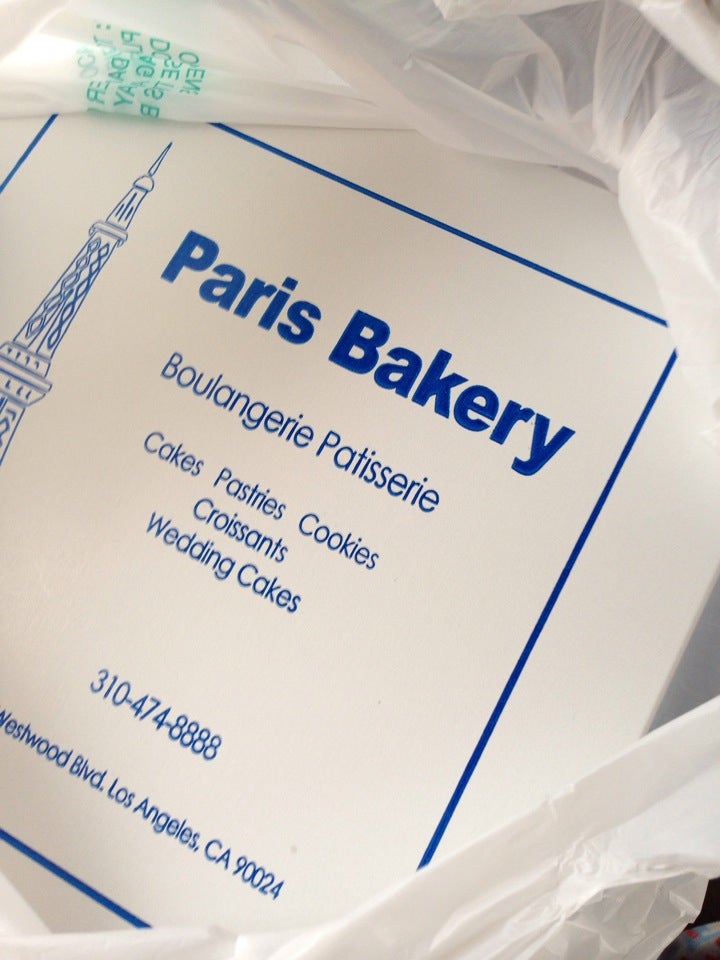 Paris Bakery
Boulangerie Patisserie
Cakes Pastries Cookies
Croissants
Wedding Cakes
310-474-8888
Westwood Blvd. Los Angeles, CA 90024